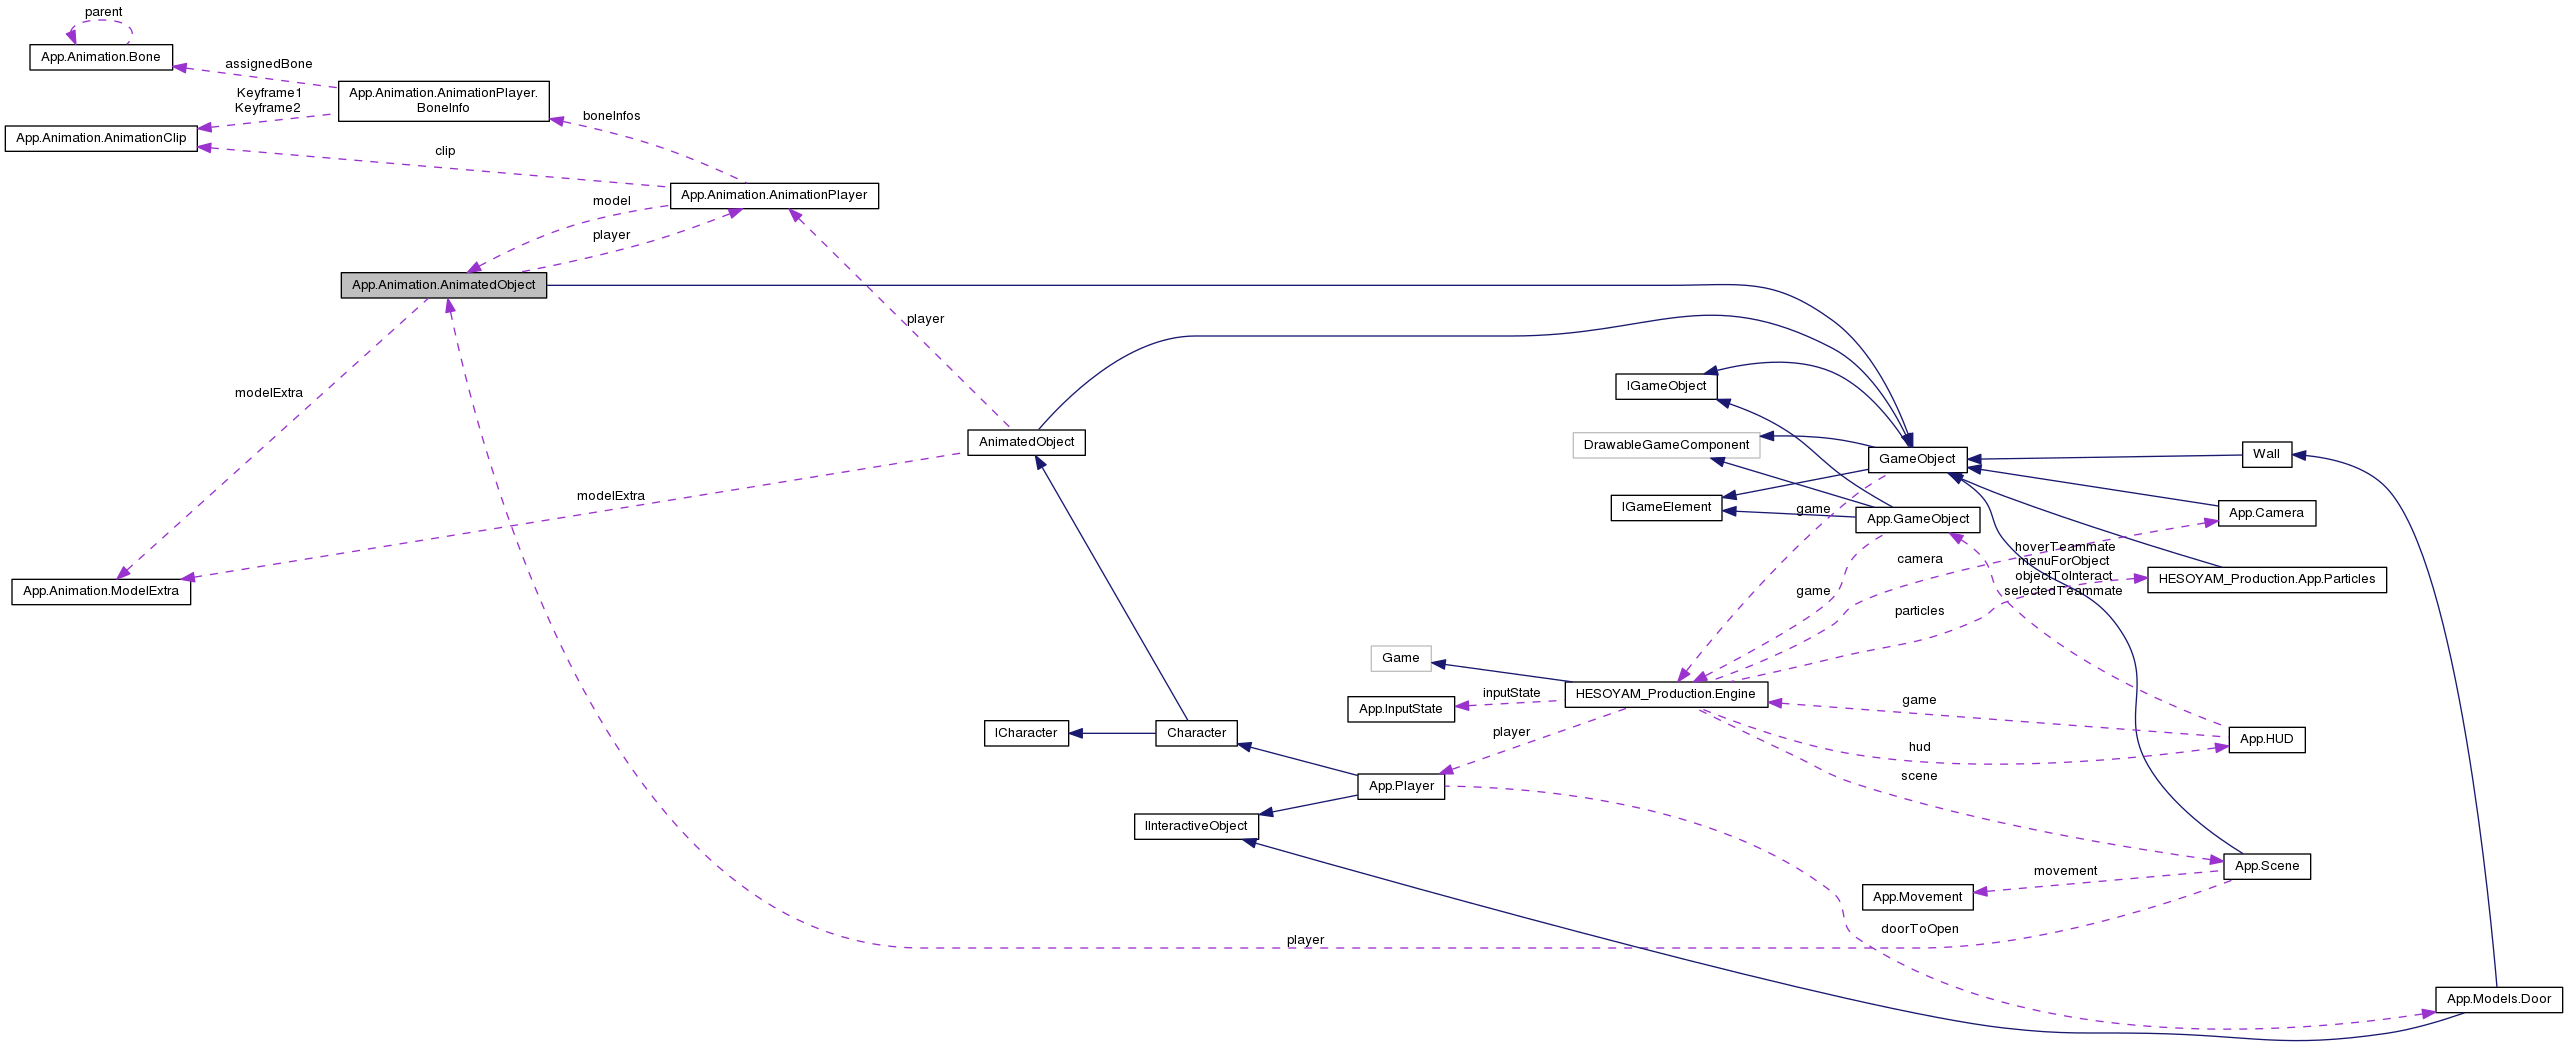 parent
App.Animation.Bone
assignedBone
Keyframe1
Keyframe2
App.Animation.AnimationPlayer.
BoneInfo
boneInfos
App.Animation.AnimationClip
clip
App.Animation.AnimationPlayer
model
player
App.Animation.AnimatedObject
player
modelExtra
IGameObject
DrawableGameComponent
AnimatedObject
GameObject
Wall
modelExtra
IGameElement
game
App.GameObject
App.Camera
camera
hoverTeammate
menuForObject
objectToInteract
selectedTeammate
HESOYAM_Production.App.Particles
App.Animation.ModelExtra
game
particles
Game
HESOYAM_Production.Engine
inputState
App.InputState
game
player
ICharacter
Character
App.HUD
hud
scene
App.Player
IInteractiveObject
App.Scene
movement
App.Movement
doorToOpen
player
App.Models.Door